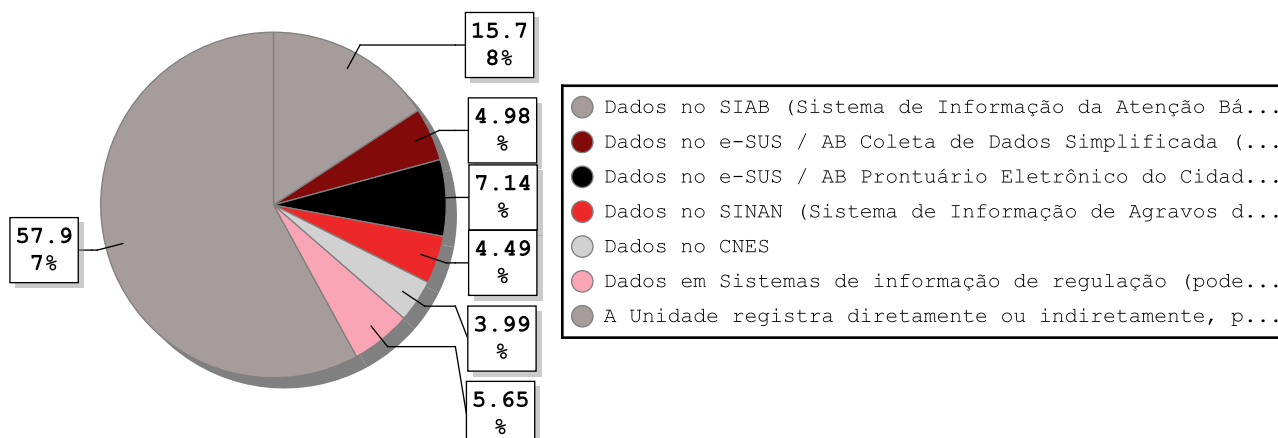 15.7
8%
4.98
%
7.14
%
4.49
%
3.99
%
5.65
%
57.9
7%
Dados no SIAB (Sistema de Informação da Atenção Bá...
Dados no e-SUS / AB Coleta de Dados Simplificada (...
Dados no e-SUS / AB Prontuário Eletrônico do Cidad...
Dados no SINAN (Sistema de Informação de Agravos d...
Dados no CNES
Dados em Sistemas de informação de regulação (pode...
A Unidade registra diretamente ou indiretamente, p...